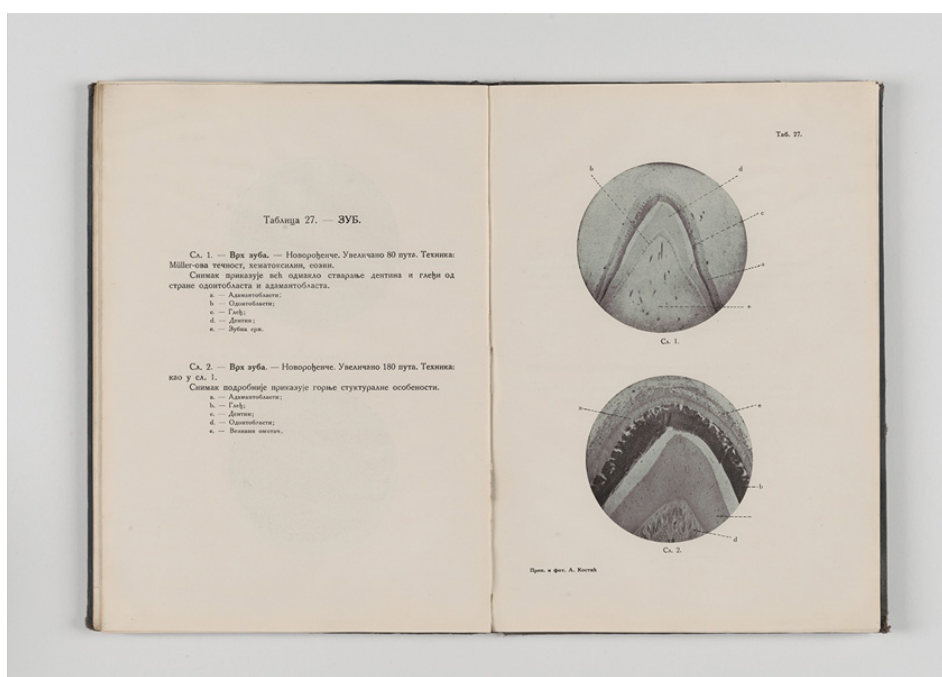 Таблица 27. — ЗУБ.
Сл. 1. — Врх зуба. — Новорођенче. Увеличано 80 пута. Техника:
Müller-ова течност, хематоксилин, еозин.
Снимак приказује већ одмакло стварање дентина и глеђи од
стране одонтобласта и адамантобласта.
a. — Адамантобласти;
b — Одонтобласти;
c. — Глеђ;
d. — Дентин;
e. — Зубна срж.
Сл. 2. — Врх зуба. — Новорођенче. Увеличано 180 пута. Техника:
као у сл. 1.
Снимак подробније приказује горње стуктуралне особености.
a. — Адамантобласти;
b. — Глеђ;
c. — Дентин;
d. — Одонтобласти;
e. — омотач.
Таб. 27.
b d
a
e
Сл. 1.
a e
b
d
Сл. 2.
Преп. и фот. А. Костић